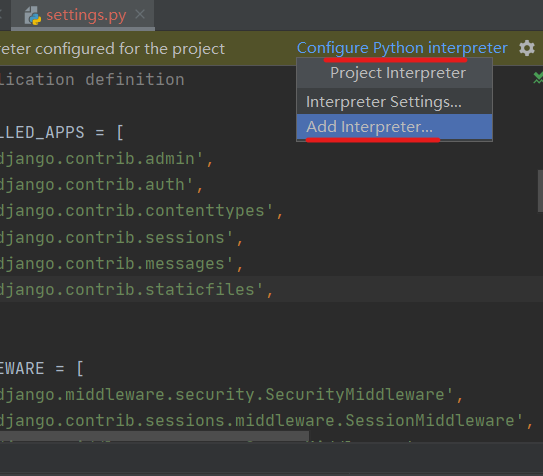 settings.py
reter configured for the project
Configure Python interpreter
Project Interpreter
lication definition
Interpreter Settings...
LLED_APPS = [
Add Interpreter...
django.contrib.admin',
django.contrib.auth',
django.contrib.contenttypes',
django.contrib.sessions',
django.contrib.messages',
django.contrib.staticfiles',
EWARE = [
django.middleware.security.SecurityMiddleware',
django.contrib.sessions.middleware.SessionMiddleware',